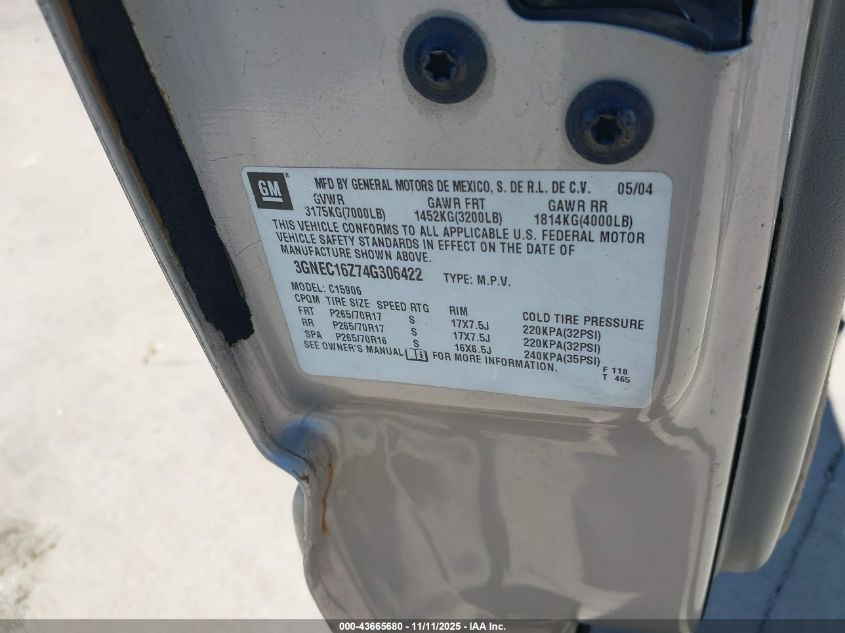 GM
MFD BY GENERAL MOTORS DE MEXICO, S. DE R.L. DE C.V. 05/04
GVWR GAWR FRT GAWR RR
3175KG(7000LB) 1452KG(3200LB) 1814KG(4000LB)
THIS VEHICLE CONFORMS TO ALL APPLICABLE U.S. FEDERAL MOTOR
VEHICLE SAFETY STANDARDS IN EFFECT ON THE DATE OF
MANUFACTURE SHOWN ABOVE.
3GNEC16Z74G306422 TYPE: M.P.V.
MODEL: C15906
CPQM TIRE SIZE SPEED RTG RIM COLD TIRE PRESSURE
FRT P265/70R17 S 17X7.5J 220KPA(32PSI)
RR P265/70R17 S 17X7.5J 220KPA(32PSI)
SPA P265/70R16 S 16X6.5J 240KPA(35PSI)
SEE OWNER'S MANUAL FOR MORE INFORMATION.
F 118
T 465
000-43665680 - 11/11/2025 - IAA Inc.